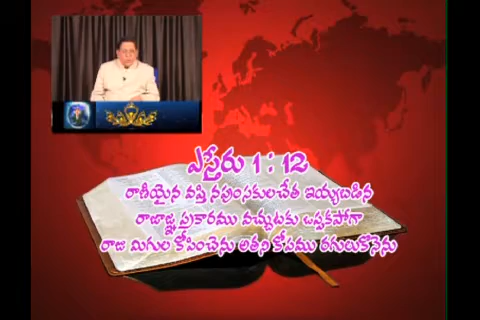 ఎస్తేరు 1 : 12
రాణియైన వష్తి నపుంసకులచేత ఇయ్యబడిన
రాజాజ్ఞ ప్రకారము వచ్చుటకు ఒప్పకపోగా
రాజు మిగుల కోపించెను అతని కోపము రగులుకొనెను